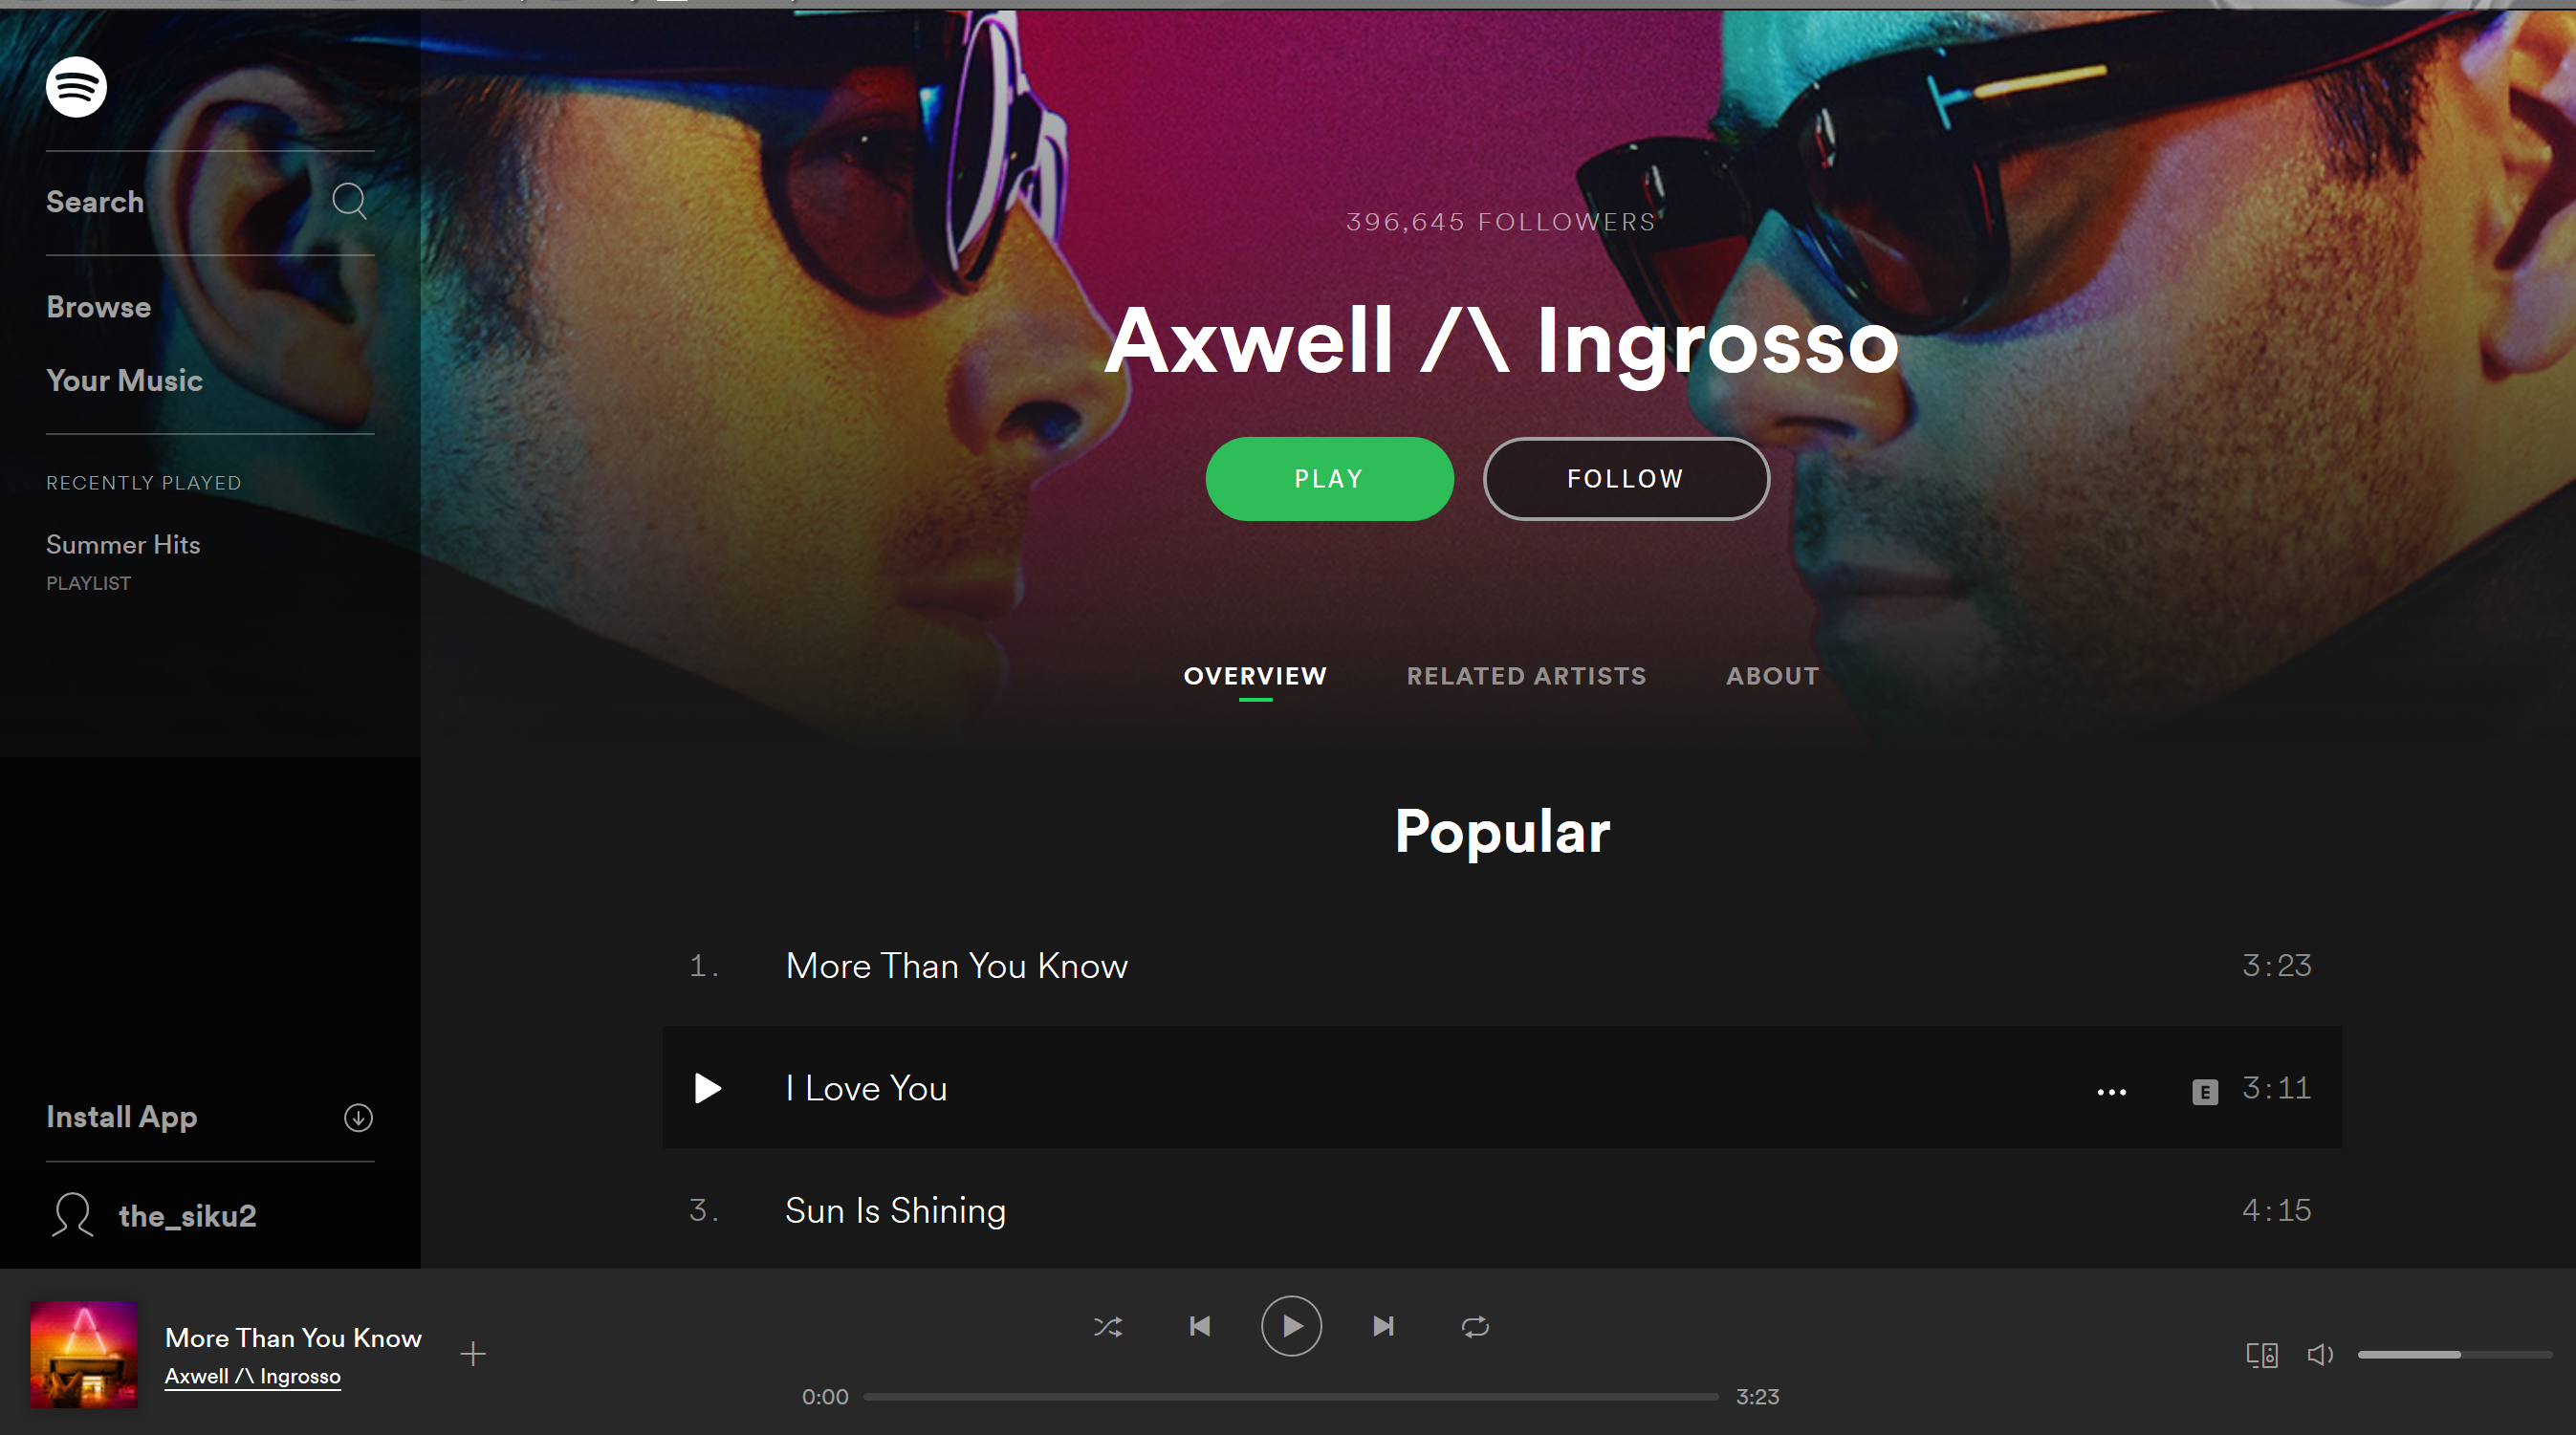 Search
Browse
Your Music
RECENTLY PLAYED
Summer Hits
PLAYLIST
Install App
the_siku2
396,645 FOLLOWERS
Axwell /\ Ingrosso
PLAY
FOLLOW
OVERVIEW
RELATED ARTISTS
ABOUT
Popular
1. More Than You Know 3:23
I Love You ... E 3:11
3. Sun Is Shining 4:15
More Than You Know
Axwell /\ Ingrosso
0:00
3:23